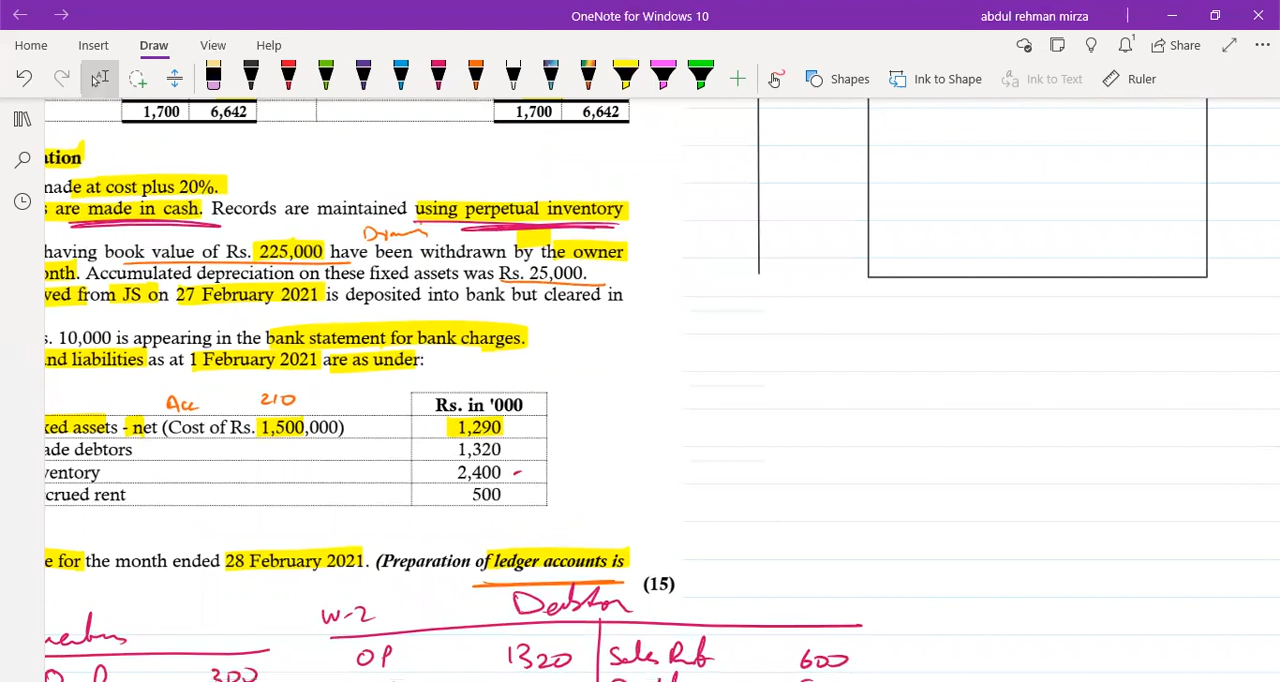 OneNote for Windows 10
abdul rehman mirza
Home Insert Draw View Help
Share
Shapes Ink to Shape Ink to Text Ruler
1,700 6,642 1,700 6,642
ation
made at cost plus 20%.
s are made in cash. Records are maintained using perpetual inventory
having book value of Rs. 225,000 have been withdrawn by the owner
onth. Accumulated depreciation on these fixed assets was Rs. 25,000.
ved from JS on 27 February 2021 is deposited into bank but cleared in
s. 10,000 is appearing in the bank statement for bank charges.
nd liabilities as at 1 February 2021 are as under:
Acc 210
Rs. in '000
xed assets - net (Cost of Rs. 1,500,000) 1,290
ade debtors 1,320
ventory 2,400
crued rent 500
e for the month ended 28 February 2021. (Preparation of ledger accounts is
(15)
W-2 Debtor
OP 1320 Sales Ret 600
300